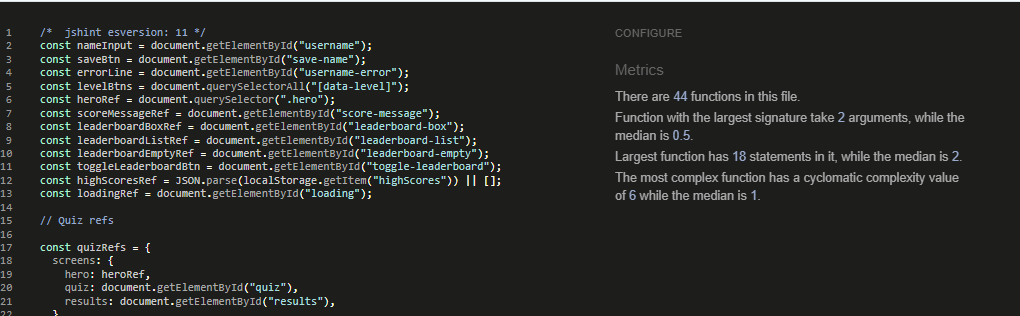 1 /*  jshint esversion: 11 */
2 const nameInput = document.getElementById("username");
3 const saveBtn = document.getElementById("save-name");
4 const errorLine = document.getElementById("username-error");
5 const levelBtns = document.querySelectorAll("[data-level]");
6 const heroRef = document.querySelector(".hero");
7 const scoreMessageRef = document.getElementById("score-message");
8 const leaderboardBoxRef = document.getElementById("leaderboard-box");
9 const leaderboardListRef = document.getElementById("leaderboard-list");
10 const leaderboardEmptyRef = document.getElementById("leaderboard-empty");
11 const toggleLeaderboardBtn = document.getElementById("toggle-leaderboard");
12 const highScoresRef = JSON.parse(localStorage.getItem("highScores")) || [];
13 const loadingRef = document.getElementById("loading");
14
15 // Quiz refs
16
17 const quizRefs = {
18   screens: {
19     hero: heroRef,
20     quiz: document.getElementById("quiz"),
21     results: document.getElementById("results"),
22   }
CONFIGURE
Metrics
There are 44 functions in this file.
Function with the largest signature take 2 arguments, while the
median is 0.5.
Largest function has 18 statements in it, while the median is 2.
The most complex function has a cyclomatic complexity value
of 6 while the median is 1.